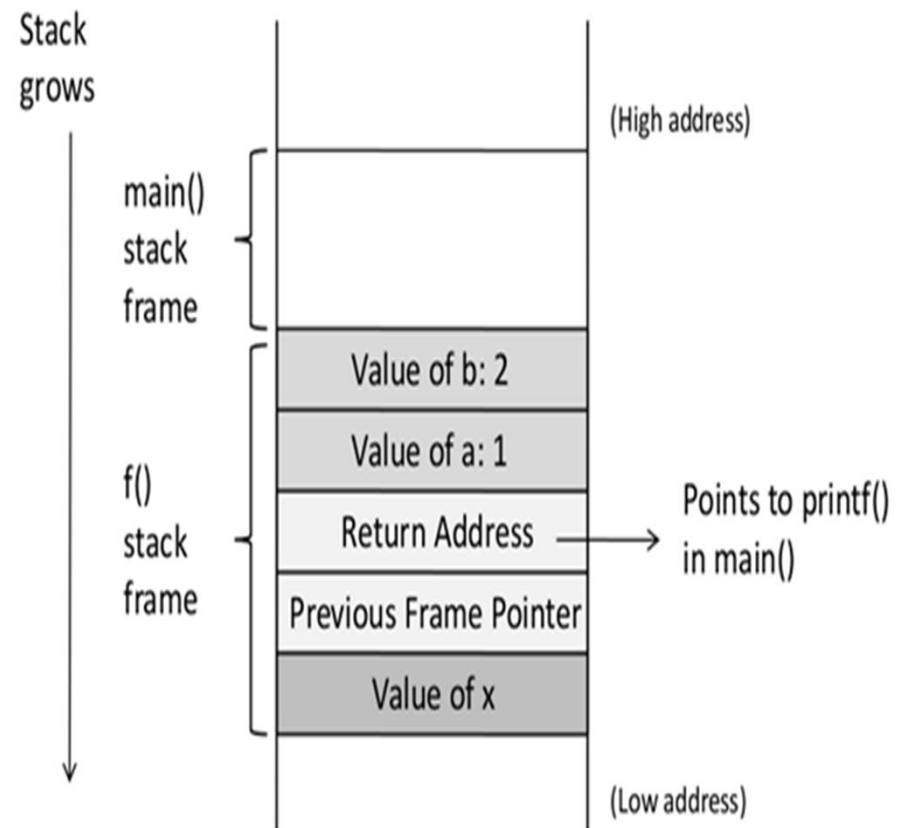 Stack
grows
(High address)
main()
stack
frame
Value of b: 2
Value of a: 1
f()
stack
frame
Return Address
Points to printf()
in main()
Previous Frame Pointer
Value of x
(Low address)